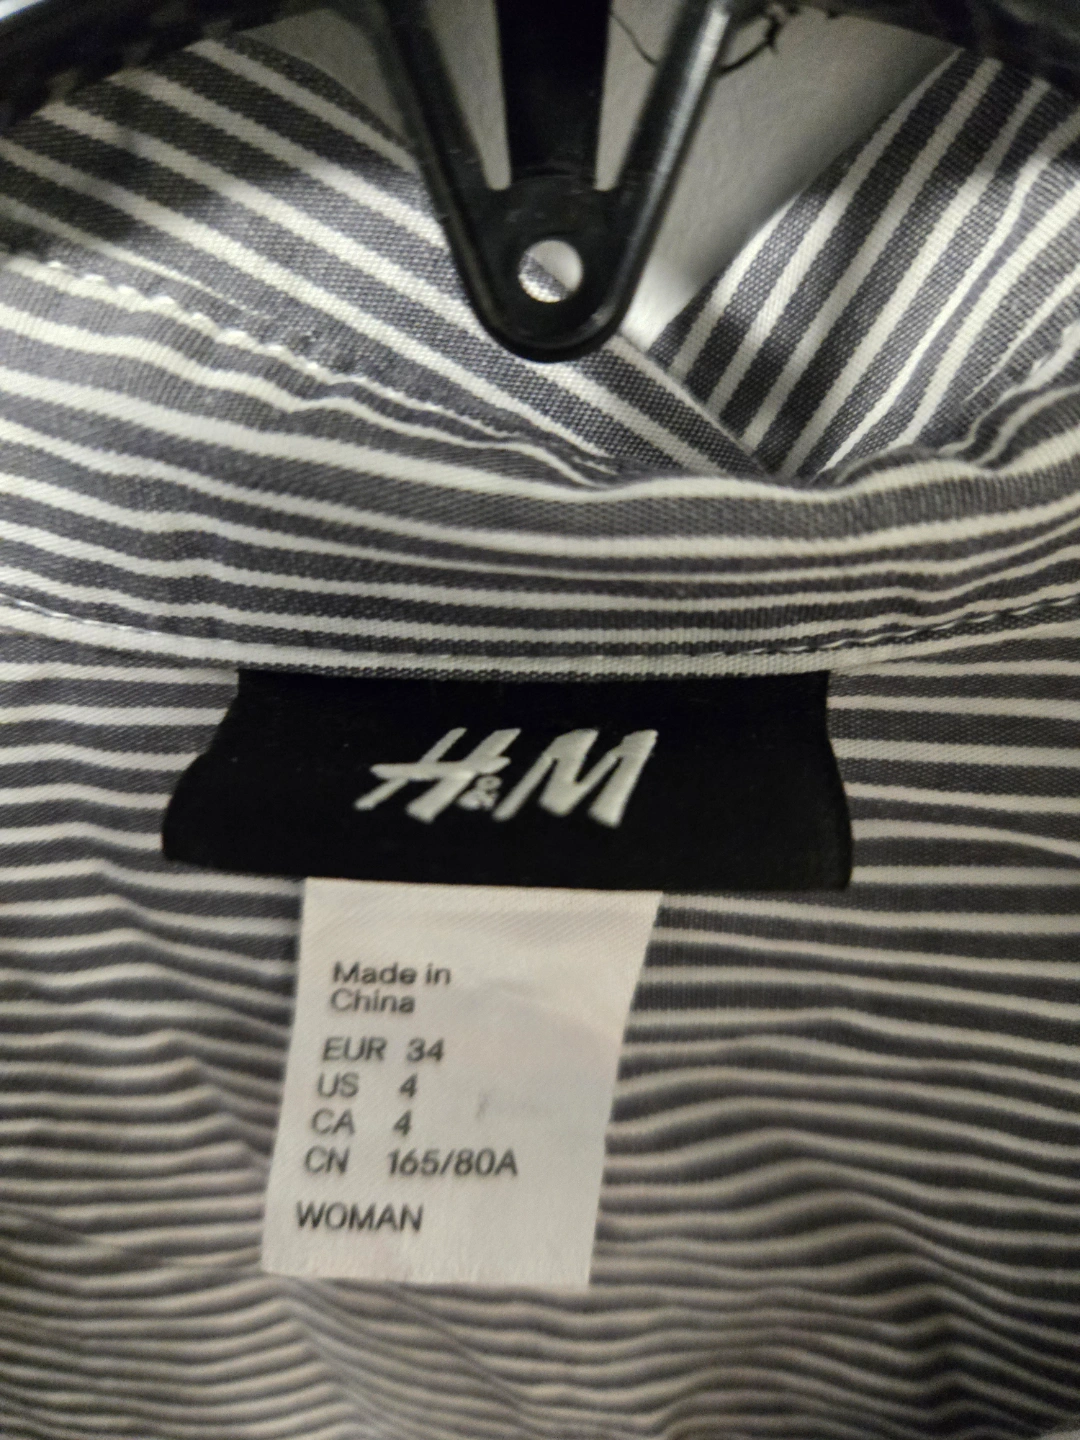 H&M
Made in
China
EUR 34
US 4
CA 4
CN 165/80A
WOMAN